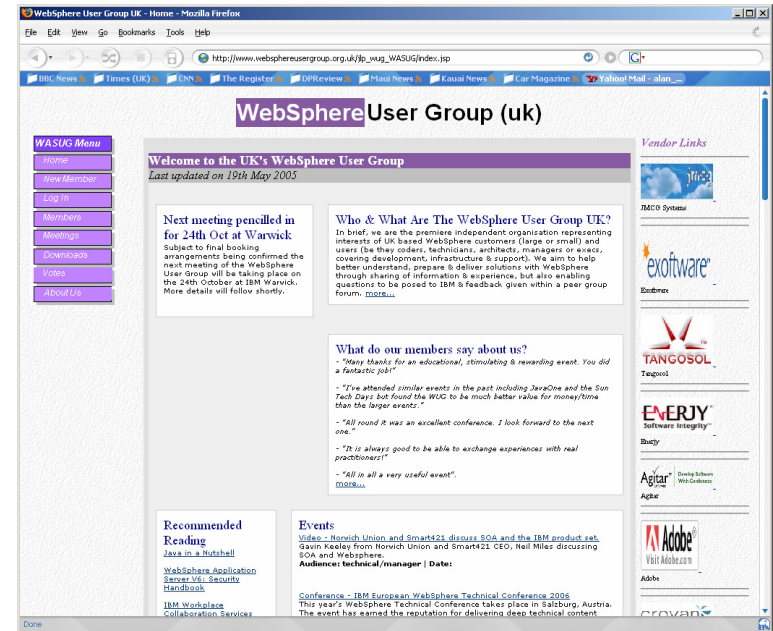 WebSphere User Group UK - Home - Mozilla Firefox
File Edit View Go Bookmarks Tools Help
http://www.websphereusergroup.org.uk/jlp_wug_WASUG/index.jsp
G
BBC News Times (UK) CNN The Register DPReview Maui News Kauai News Car Magazine Yahoo! Mail - alan_...
WebSphere User Group (uk)
WASUG Menu
Home
New Member
Log In
Members
Meetings
Downloads
Votes
About Us
Welcome to the UK's WebSphere User Group
Last updated on 19th May 2005
Next meeting pencilled in
for 24th Oct at Warwick
Subject to final booking
arrangements being confirmed the
next meeting of the WebSphere
User Group will be taking place on
the 24th October at IBM Warwick.
More details will follow shortly.
Who & What Are The WebSphere User Group UK?
In brief, we are the premiere independent organisation representing
interests of UK based WebSphere customers (large or small) and
users (be they coders, technicians, architects, managers or execs,
covering development, infrastructure & support). We aim to help
better understand, prepare & deliver solutions with WebSphere
through sharing of information & experience, but also enabling
questions to be posed to IBM & feedback given within a peer group
forum. more...
What do our members say about us?
- "Many thanks for an educational, stimulating & rewarding event. You did
a fantastic job!"
- "I've attended similar events in the past including JavaOne and the Sun
Tech Days but found the WUG to be much better value for money/time
than the larger events."
- "All round it was an excellent conference. I look forward to the next
one."
- "It is always good to be able to exchange experiences with real
practitioners!"
- "All in all a very useful event".
more...
Recommended
Reading
Java in a Nutshell
WebSphere Application
Server V6: Security
Handbook
IBM Workplace
Collaboration Services
Events
Video - Norwich Union and Smart421 discuss SOA and the IBM product set.
Gavin Keeley from Norwich Union and Smart421 CEO, Neil Miles discussing
SOA and Websphere.
Audience: technical/manager | Date:
Conference - IBM European WebSphere Technical Conference 2006
This year's WebSphere Technical Conference takes place in Salzburg, Austria.
The event has earned the reputation for delivering deep technical content
Vendor Links
jmcg
JMCG Systems
exoftware
Exoftware
TANGOSOL
Tangosol
ENERJY
Software Integrity
Enerjy
Agitar Develop Software
With Confidence
Agitar
Adobe
Visit Adobe.com
Adobe
crovan
Done